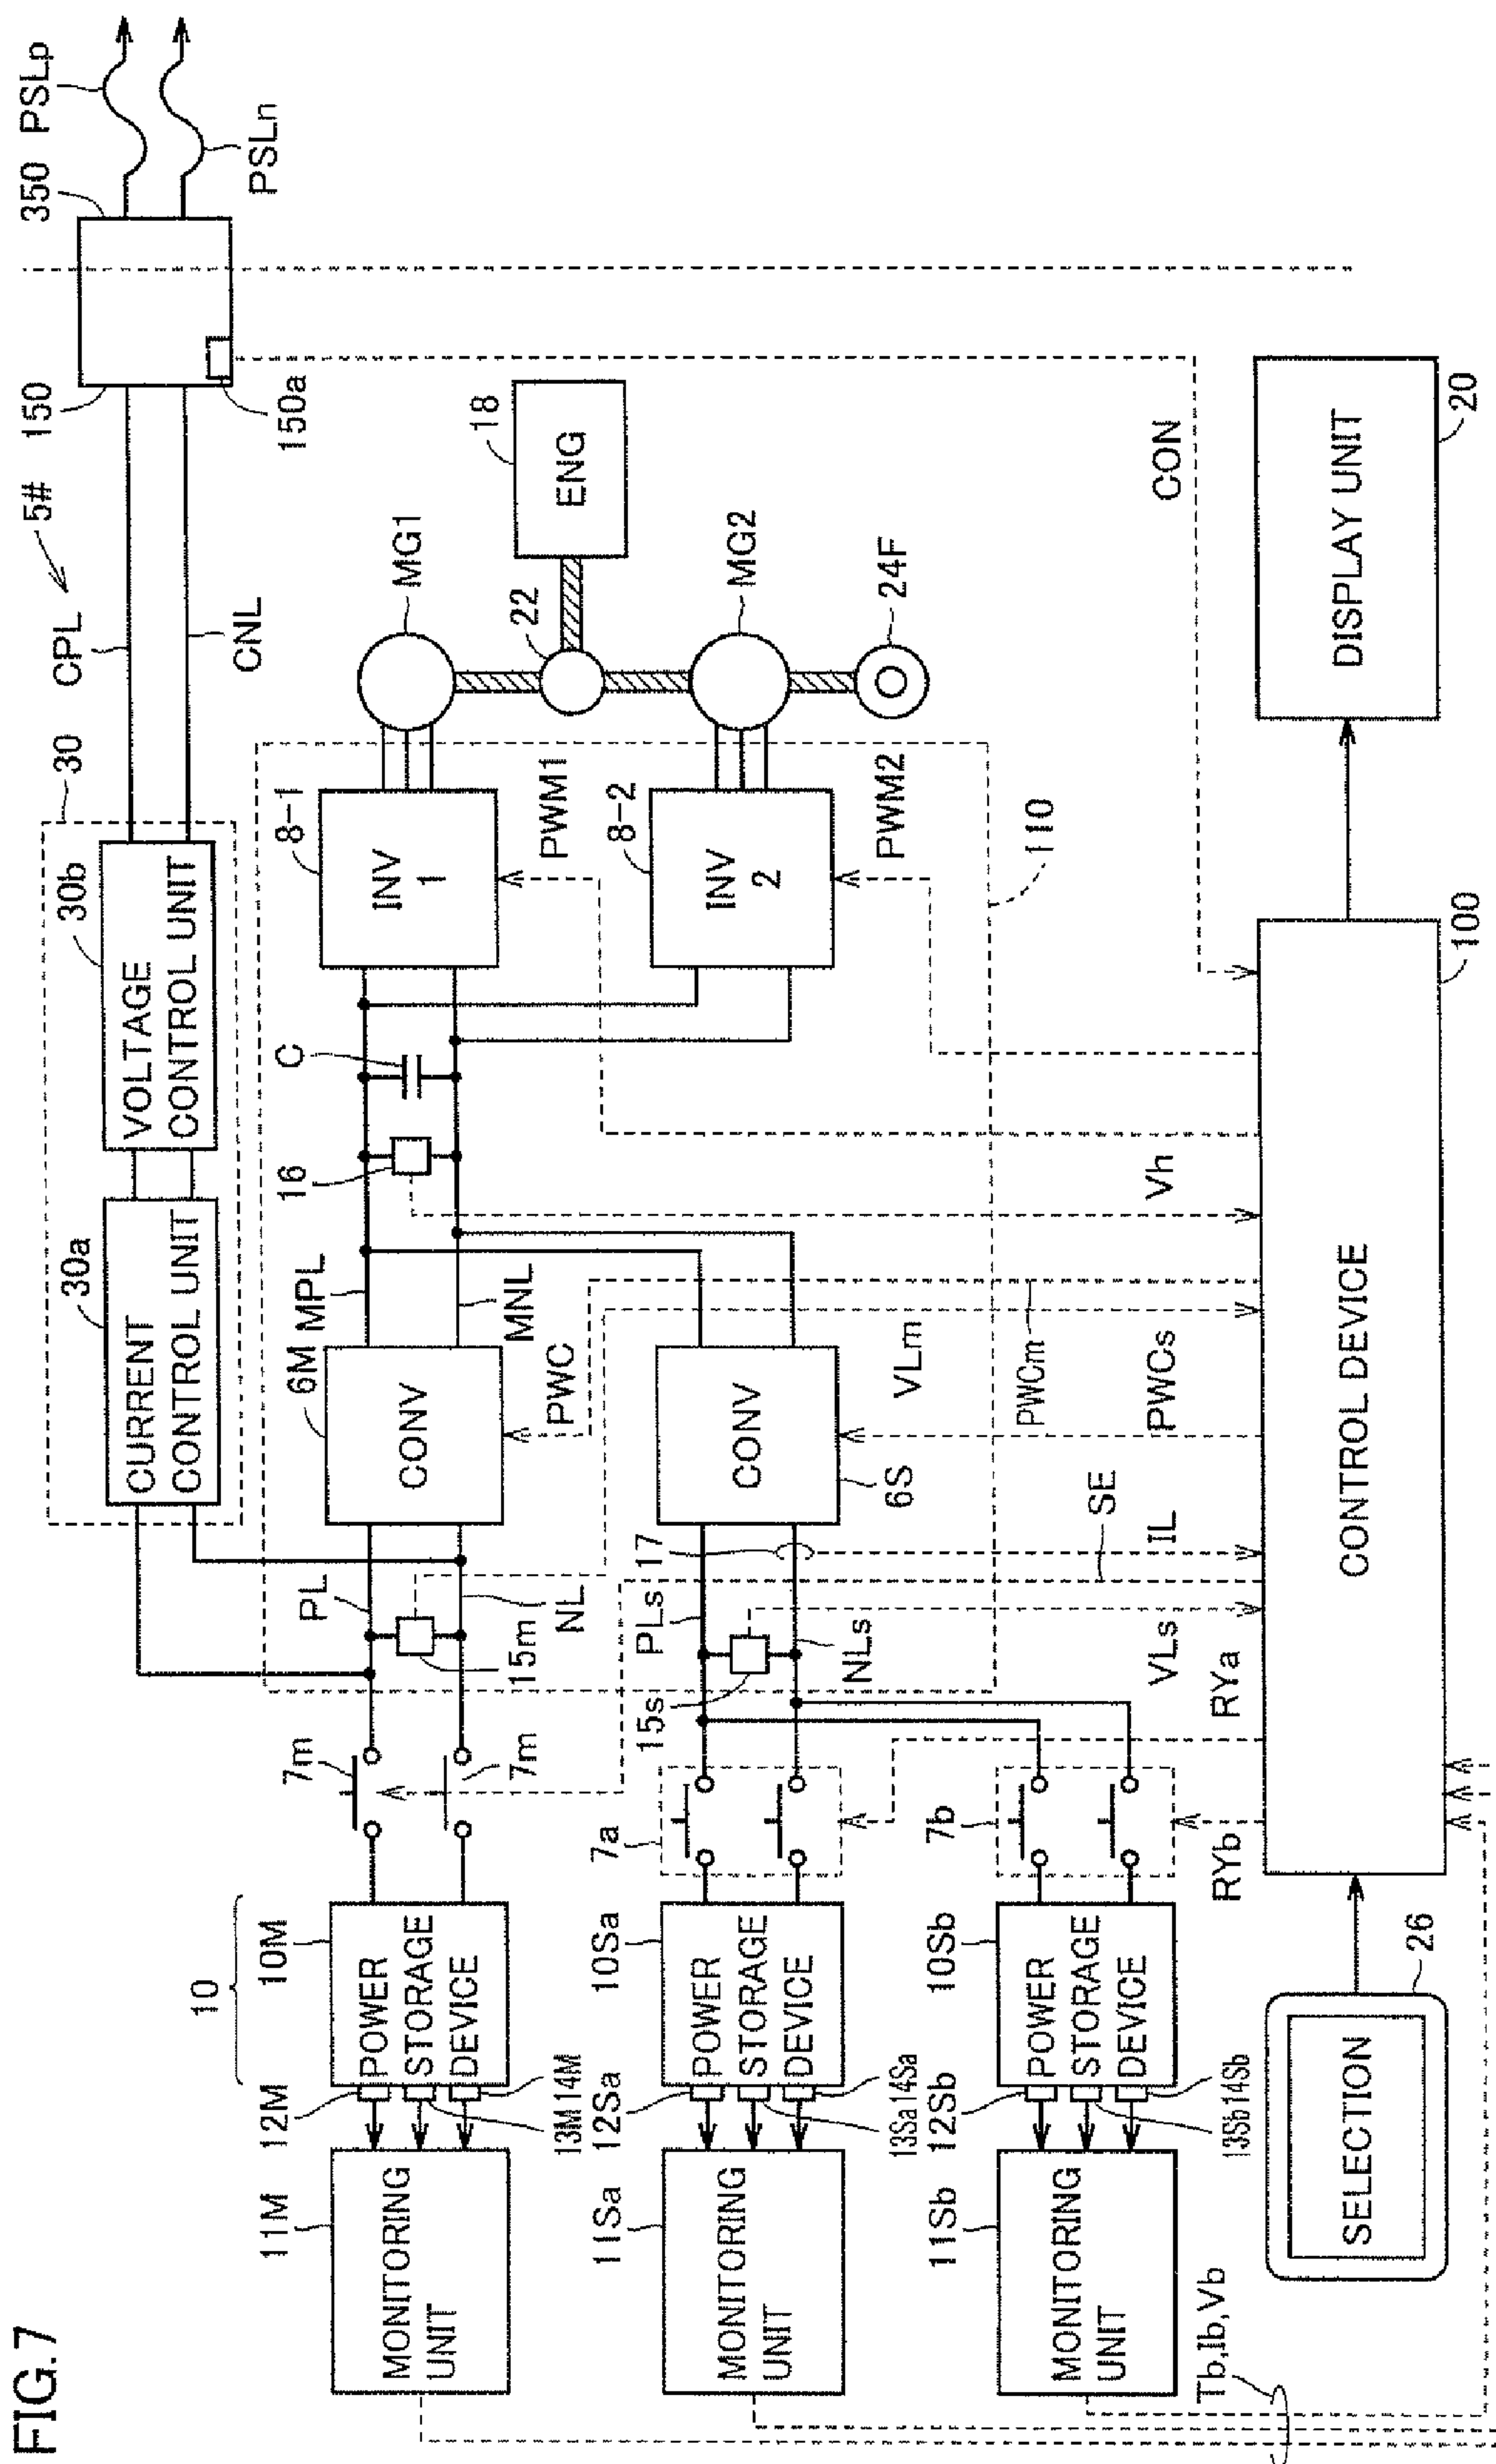 FIG.7
PSLp
PSLn
350
150
150a
5#
CPL
CNL
30
30b
VOLTAGE
CONTROL UNIT
30a
CURRENT
CONTROL UNIT
18
ENG
MG1
22
MG2
24F
8-1
INV
1
PWM1
8-2
INV
2
PWM2
110
C
16
Vh
CON
MPL
MNL
6M
CONV
PWC
CONV
6S
VLm
PWCm
PWCs
SE
IL
17
PL
NL
15m
PLs
NLs
15s
VLs
RYa
7m
7m
7a
7b
RYb
10
10M
POWER
STORAGE
DEVICE
12M
13M
14M
11M
MONITORING
UNIT
10Sa
POWER
STORAGE
DEVICE
12Sa
13Sa
14Sa
11Sa
MONITORING
UNIT
10Sb
POWER
STORAGE
DEVICE
12Sb
13Sb
14Sb
11Sb
MONITORING
UNIT
Tb,Ib,Vb
SELECTION
26
CONTROL DEVICE
100
DISPLAY UNIT
20